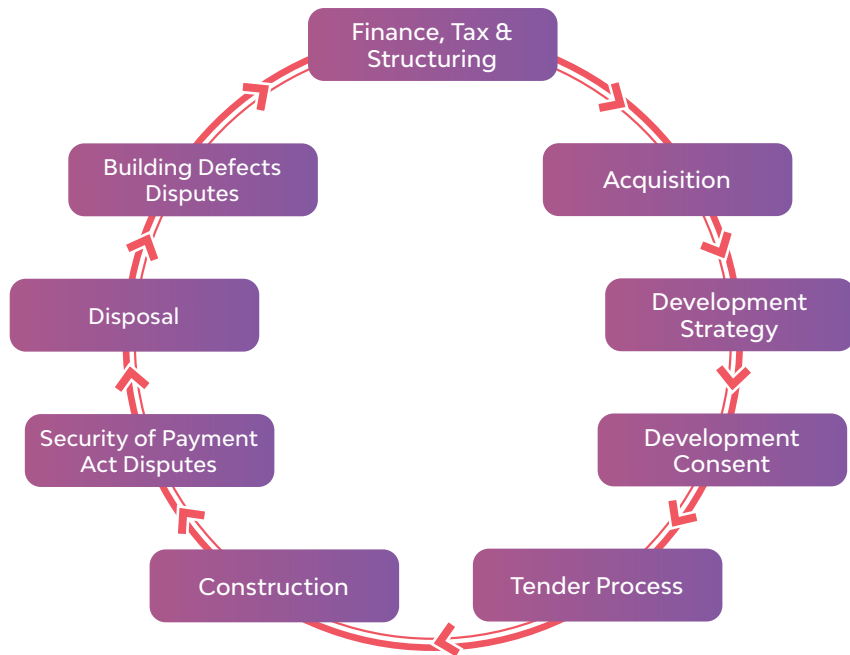 Finance, Tax &
Structuring
Acquisition
Development
Strategy
Development
Consent
Tender Process
Construction
Security of Payment
Act Disputes
Disposal
Building Defects
Disputes